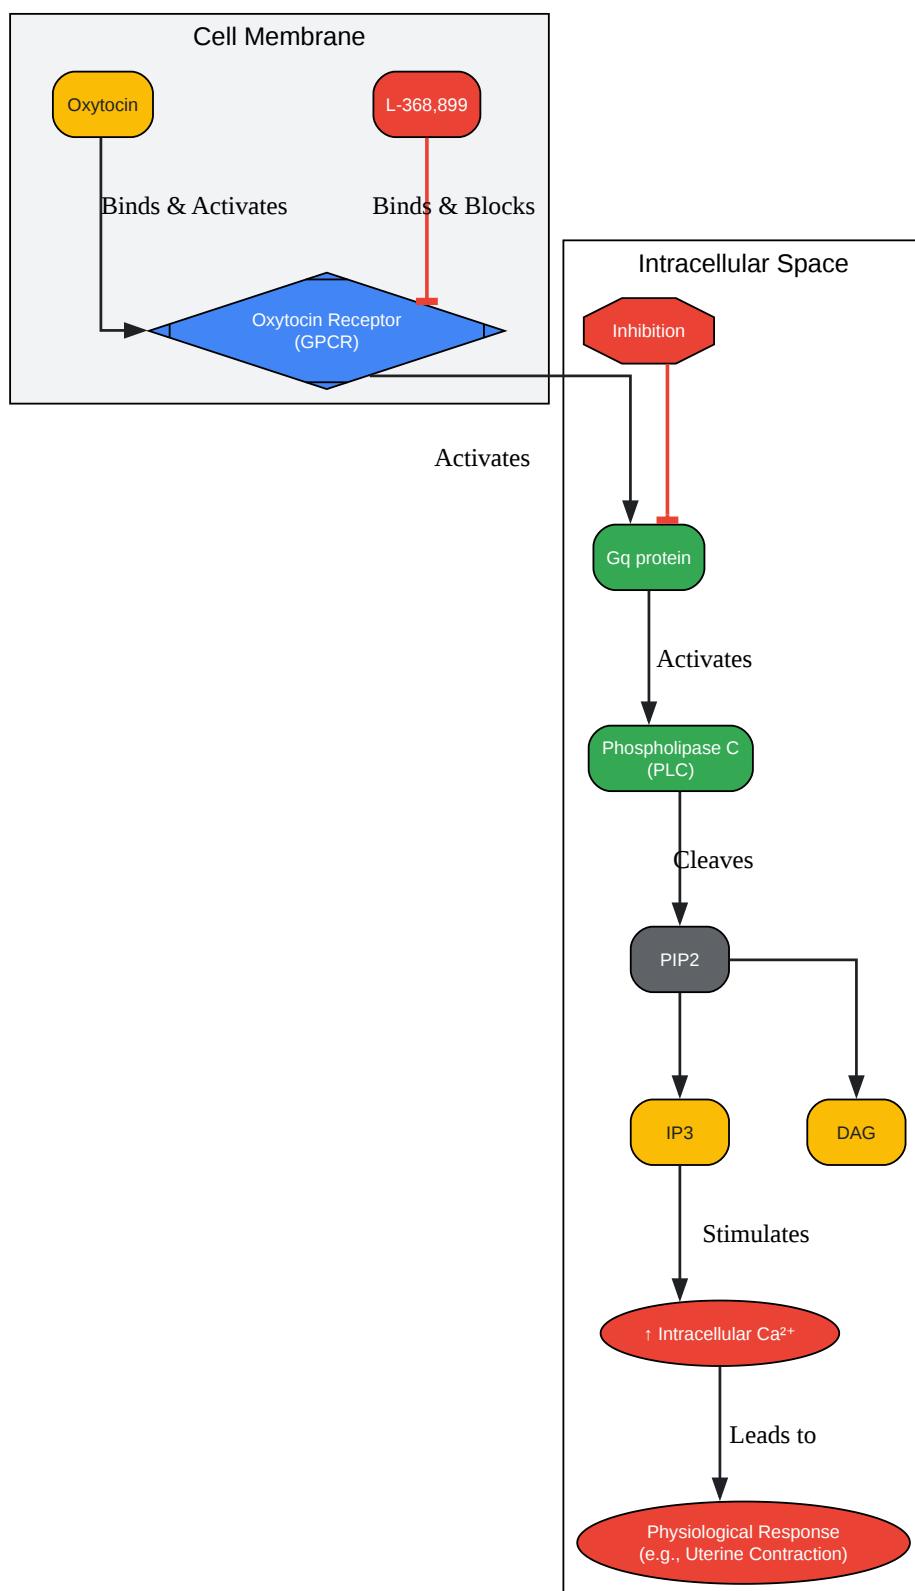 Cell Membrane
Oxytocin
L-368,899
Binds & Activates
Binds & Blocks
Oxytocin Receptor
(GPCR)
Intracellular Space
Inhibition
Activates
Gq protein
Activates
Phospholipase C
(PLC)
Cleaves
PIP2
IP3
DAG
Stimulates
↑ Intracellular Ca²⁺
Leads to
Physiological Response
(e.g., Uterine Contraction)